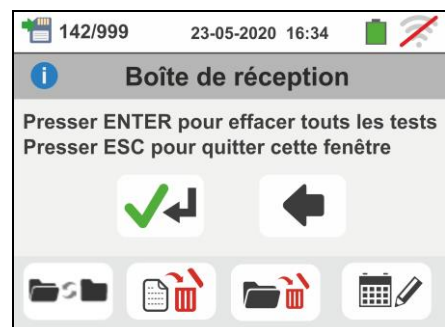 142/999 23-05-2020 16:34
Boîte de réception
Presser ENTER pour effacer touts les tests
Presser ESC pour quitter cette fenêtre